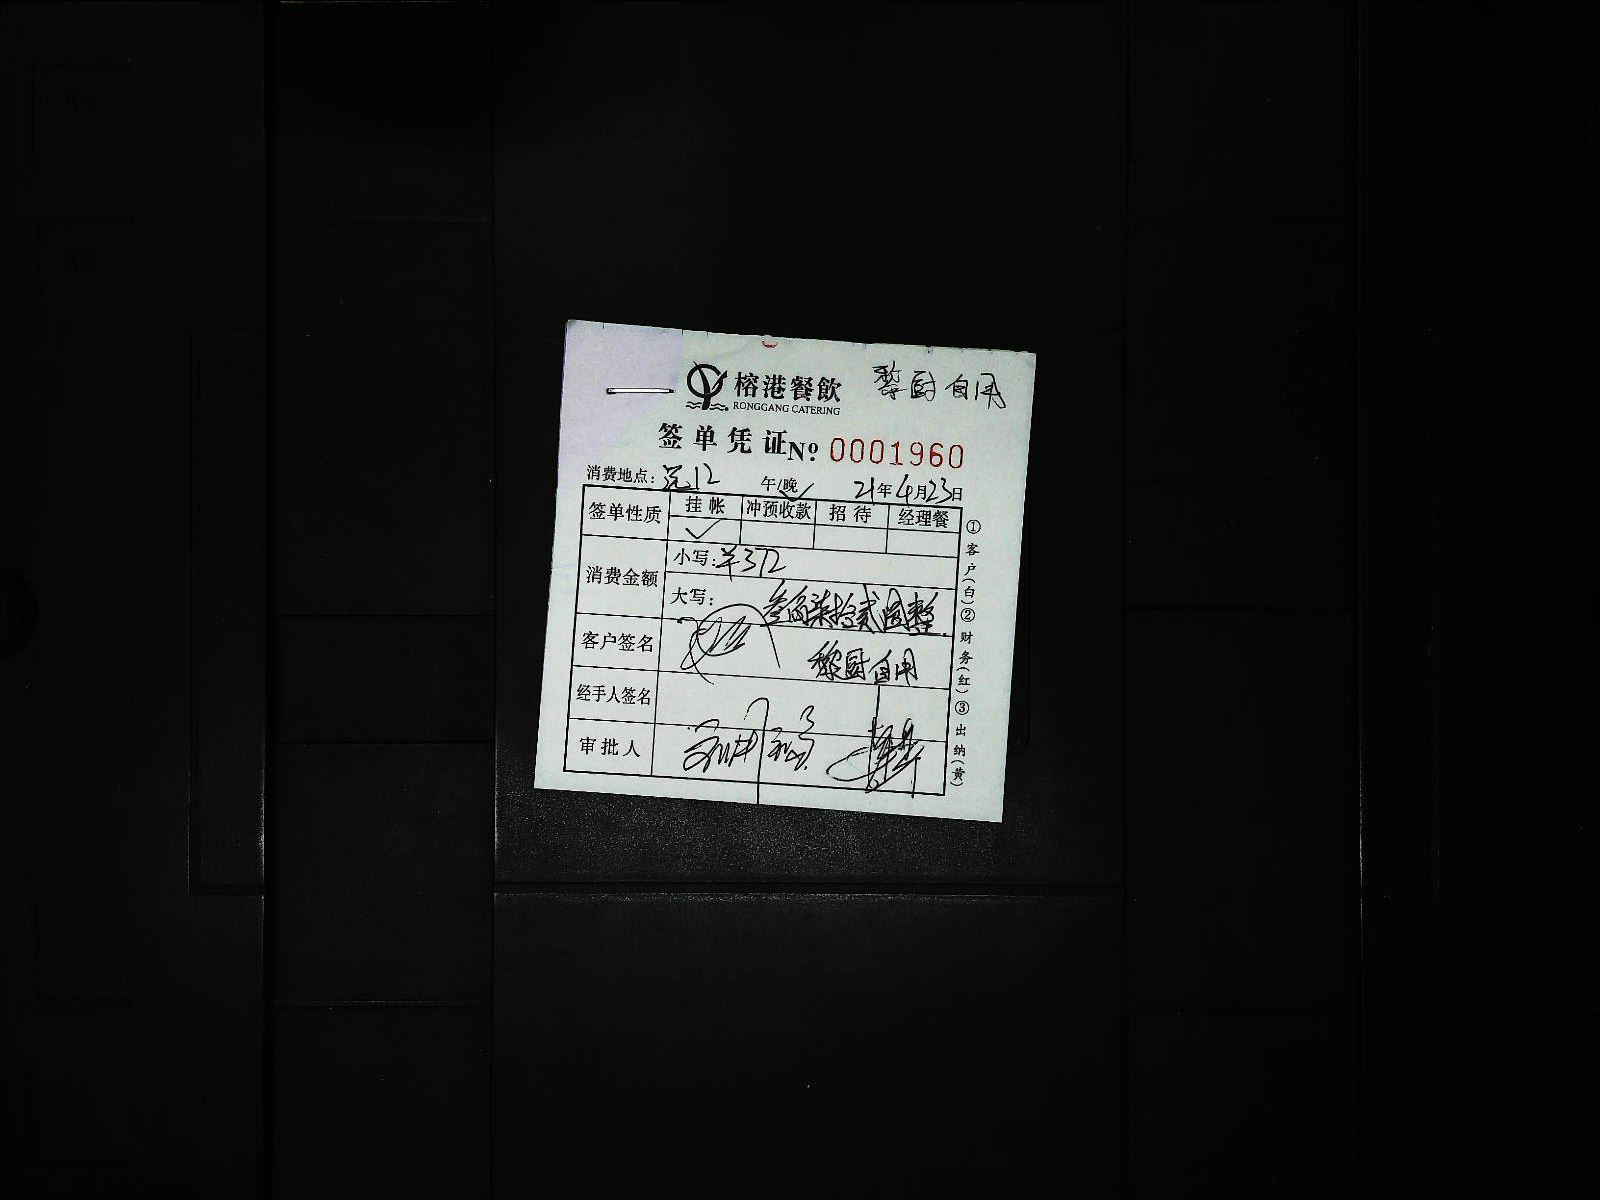 榕港餐飲 黎厨自用
RONGGANG CATERING
签单凭证 № 0001960
消费地点: 12 午/晚 21年4月23日
签单性质 挂帐 冲预收款 招待 经理餐
✓
消费金额 小写: ¥372
大写: 叁佰柒拾贰圆整
客户签名 黎厨自用
经手人签名
审批人
①客户(白)②财务(红)③出纳(黄)